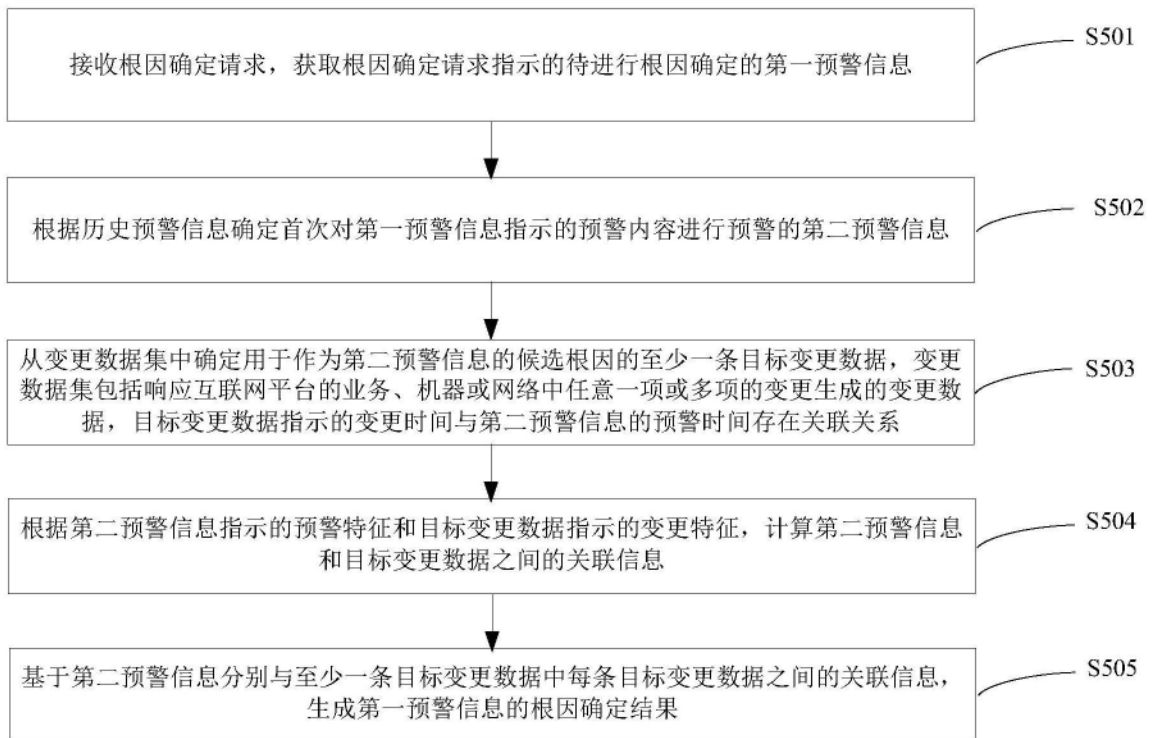 接收根因确定请求，获取根因确定请求指示的待进行根因确定的第一预警信息
S501
根据历史预警信息确定首次对第一预警信息指示的预警内容进行预警的第二预警信息
S502
从变更数据集中确定用于作为第二预警信息的候选根因的至少一条目标变更数据，变更
数据集包括响应互联网平台的业务、机器或网络中任意一项或多项的变更生成的变更数
据，目标变更数据指示的变更时间与第二预警信息的预警时间存在关联关系
S503
根据第二预警信息指示的预警特征和目标变更数据指示的变更特征，计算第二预警信息
和目标变更数据之间的关联信息
S504
基于第二预警信息分别与至少一条目标变更数据中每条目标变更数据之间的关联信息，
生成第一预警信息的根因确定结果
S505